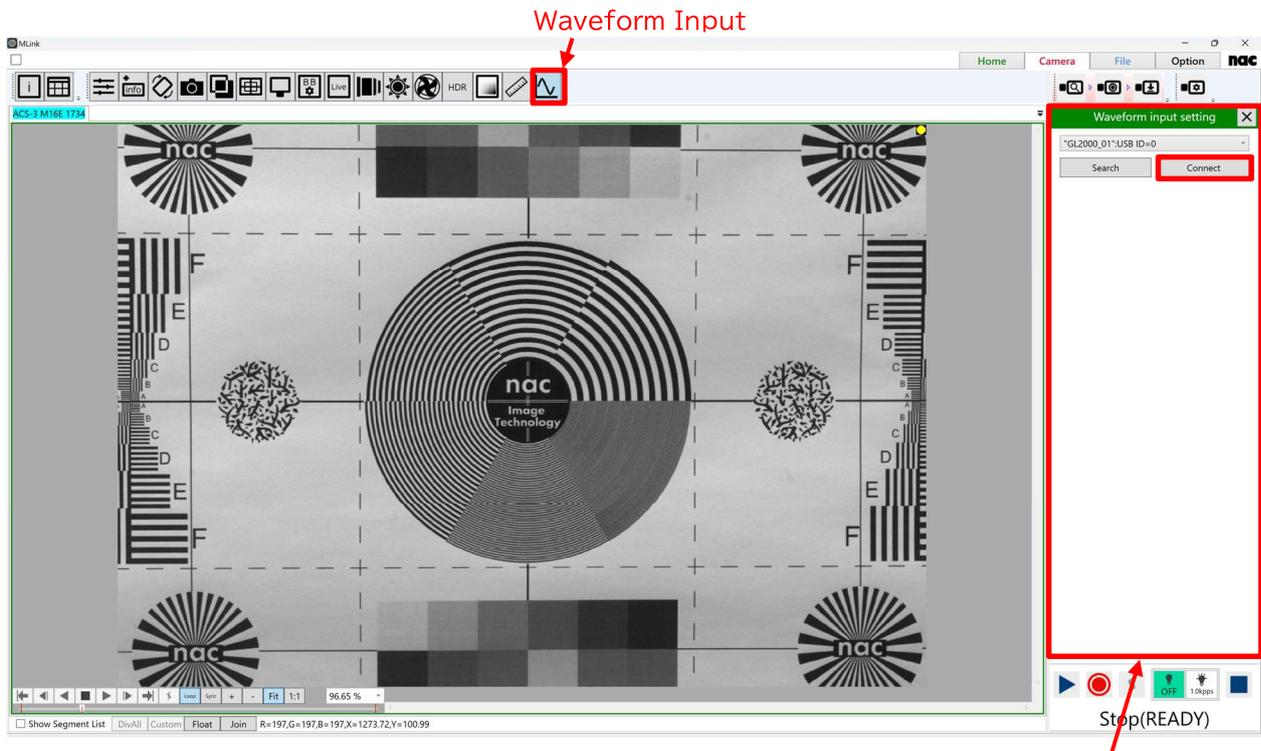 Waveform Input
MLink
Home Camera File Option nac
info BB Live HDR
ACS-3 M16E 1734
Waveform input setting
"GL2000_01":USB ID=0
Search Connect
nac nac
F F
E E
D D
C C
B B
A A
A A
B B
C C
D D
E E
F F
nac
Image
Technology
nac nac
Loop Sync + - Fit 1:1 96.65 %
OFF 1.0kpps
Stop(READY)
Show Segment List DivAll Custom Float Join R=197,G=197,B=197,X=1273.72,Y=100.99